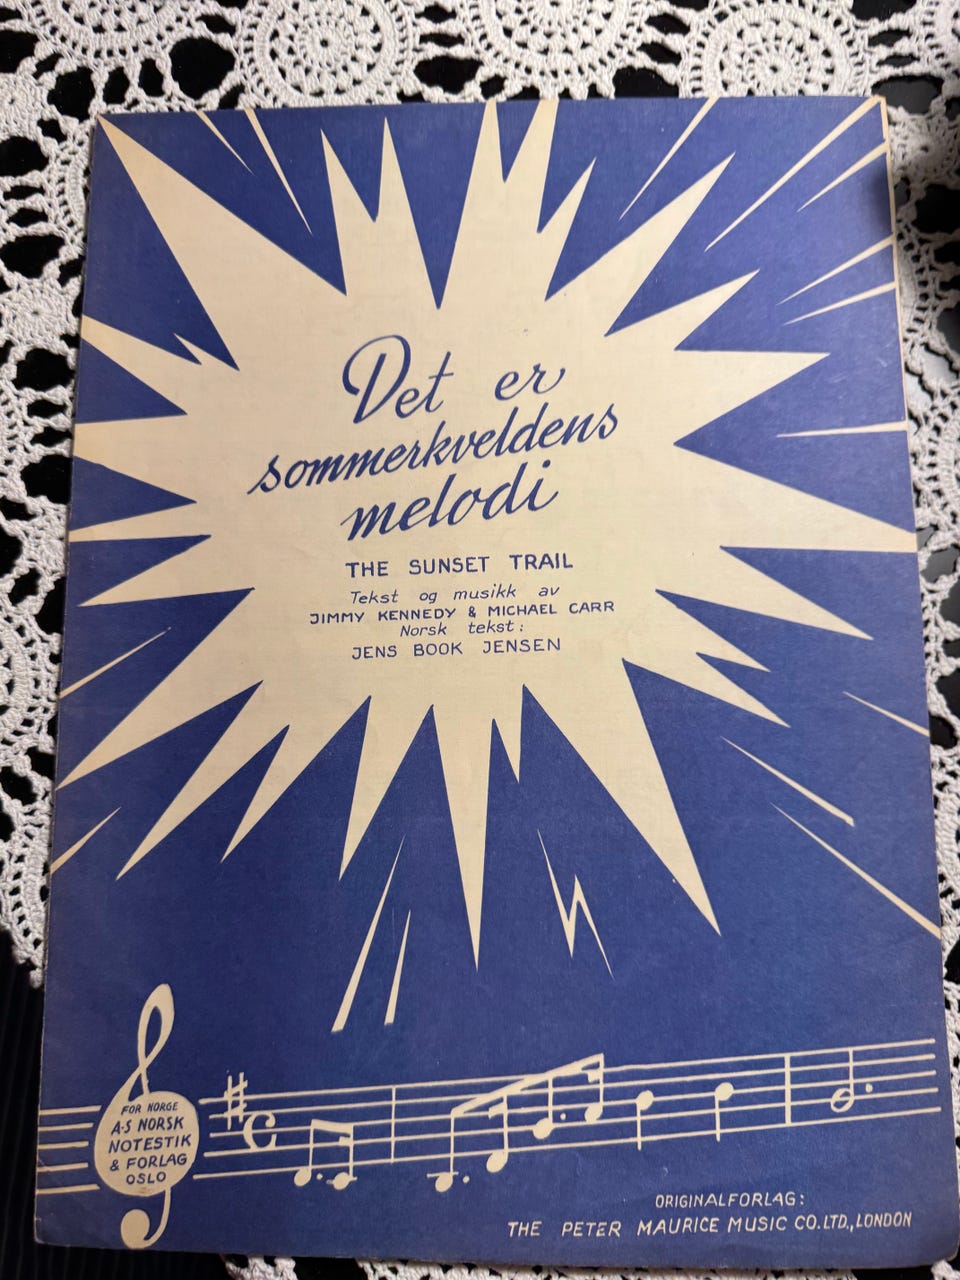 Det er
sommerkveldens
melodi
THE SUNSET TRAIL
Tekst og musikk av
JIMMY KENNEDY & MICHAEL CARR
Norsk tekst:
JENS BOOK JENSEN
FOR NORGE
A-S NORSK
NOTESTIK
& FORLAG
OSLO
ORIGINALFORLAG:
THE PETER MAURICE MUSIC CO. LTD., LONDON